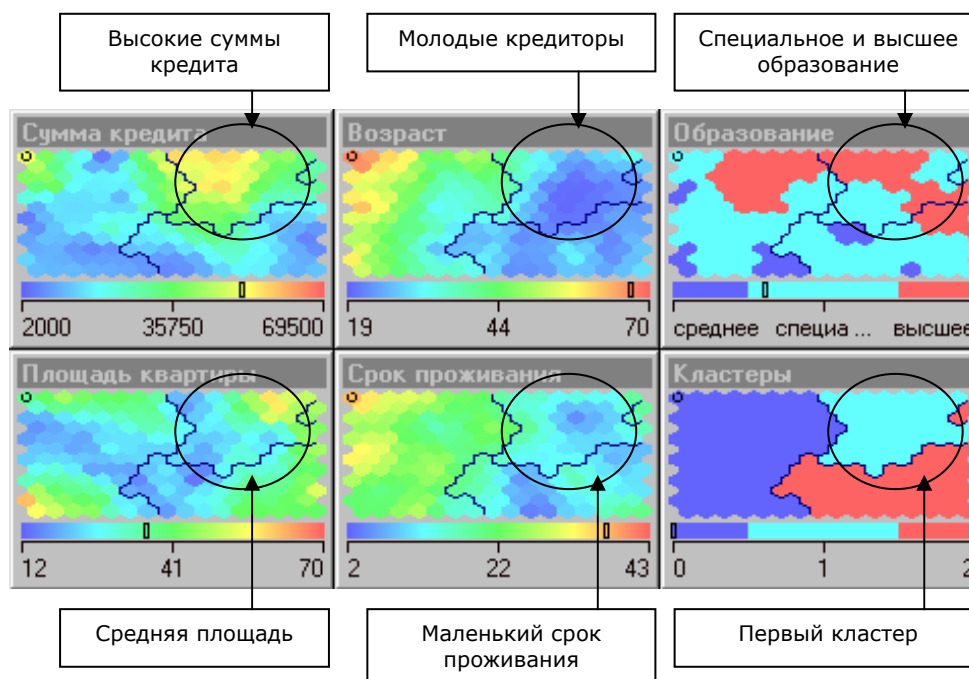 Высокие суммы
кредита
Молодые кредиторы
Специальное и высшее
образование
Сумма кредита
Возраст
Образование
2000 35750 69500
19 44 70
среднее специа ... высшее
Площадь квартиры
Срок проживания
Кластеры
12 41 70
2 22 43
0 1 2
Средняя площадь
Маленький срок
проживания
Первый кластер